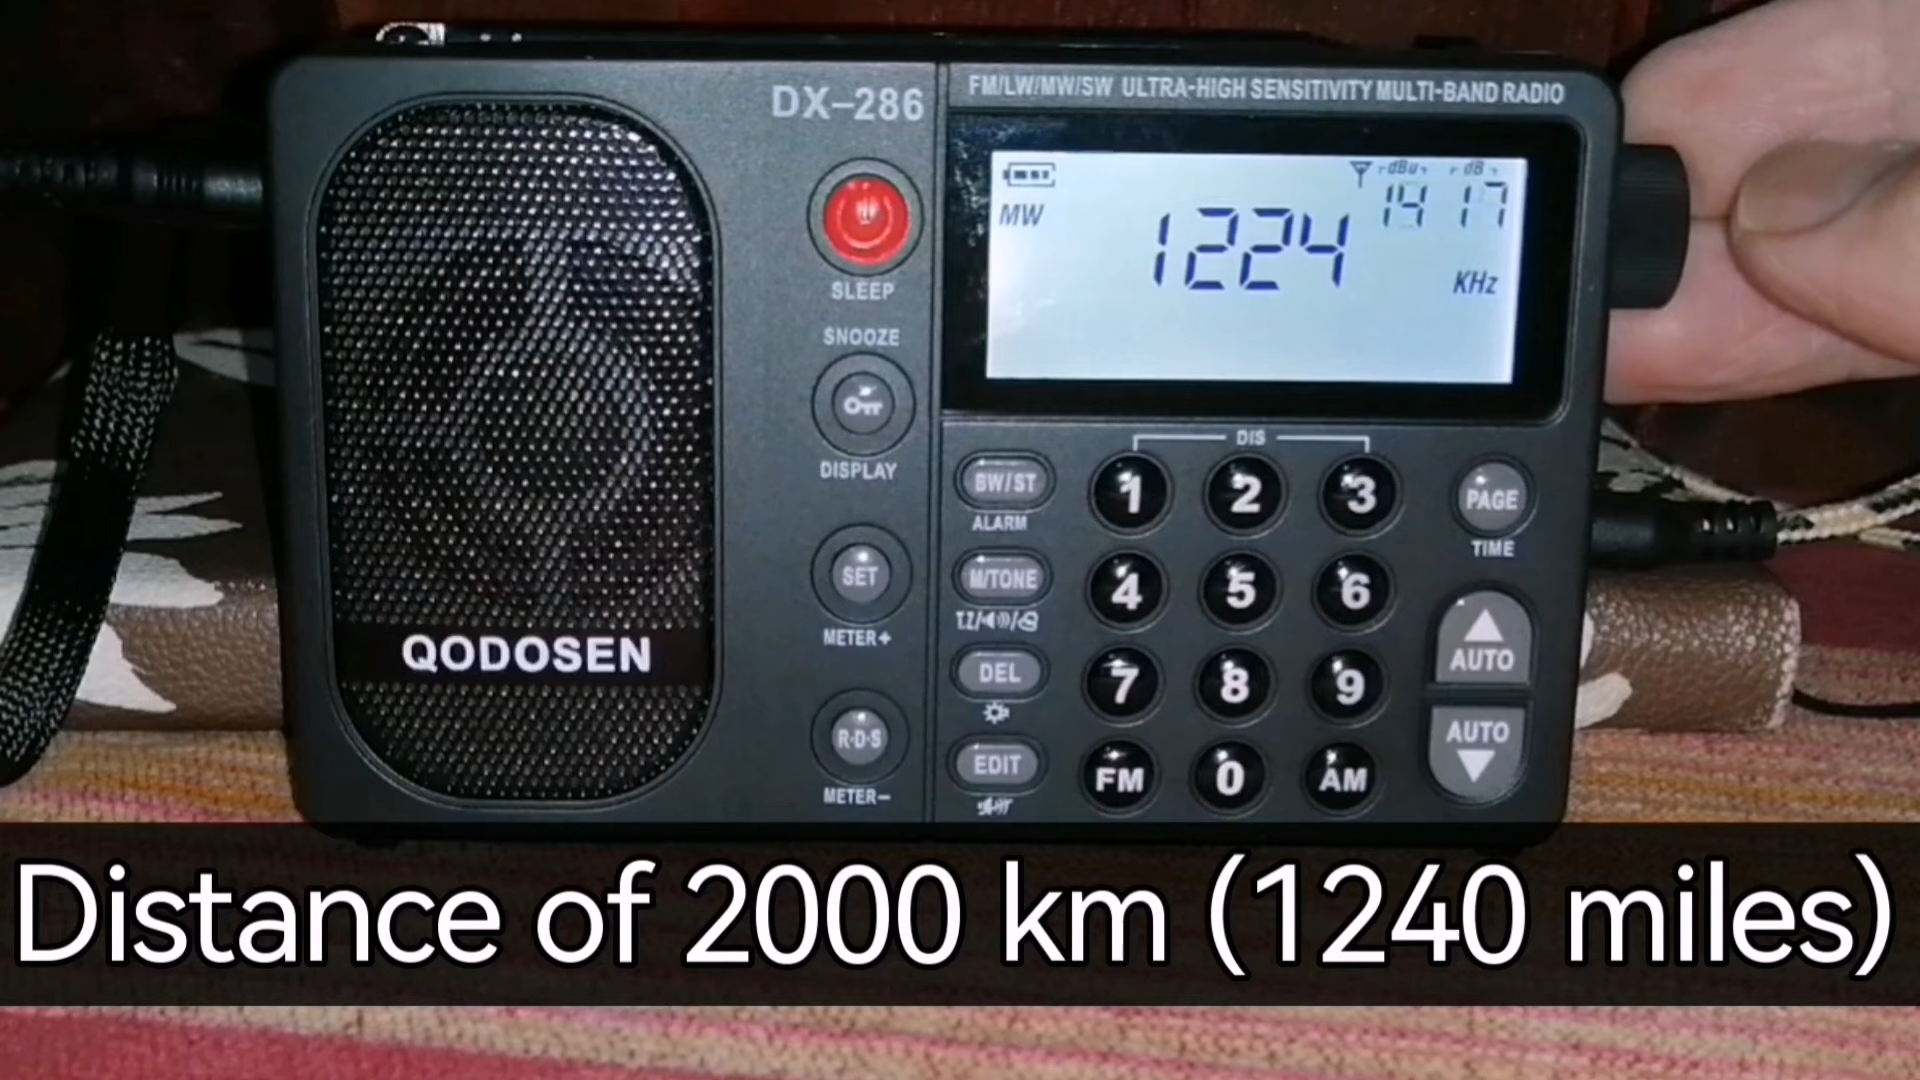 DX-286
FM/LW/MW/SW ULTRA-HIGH SENSITIVITY MULTI-BAND RADIO
dBu dB
14 17
MW
1224
KHz
SLEEP
SNOOZE
DISPLAY
SET
METER+
R·D·S
METER-
DIS
BW/ST
ALARM
M/TONE
T.Z/
DEL
EDIT
1 2 3
4 5 6
7 8 9
FM 0 AM
PAGE
TIME
AUTO
AUTO
QODOSEN
Distance of 2000 km (1240 miles)